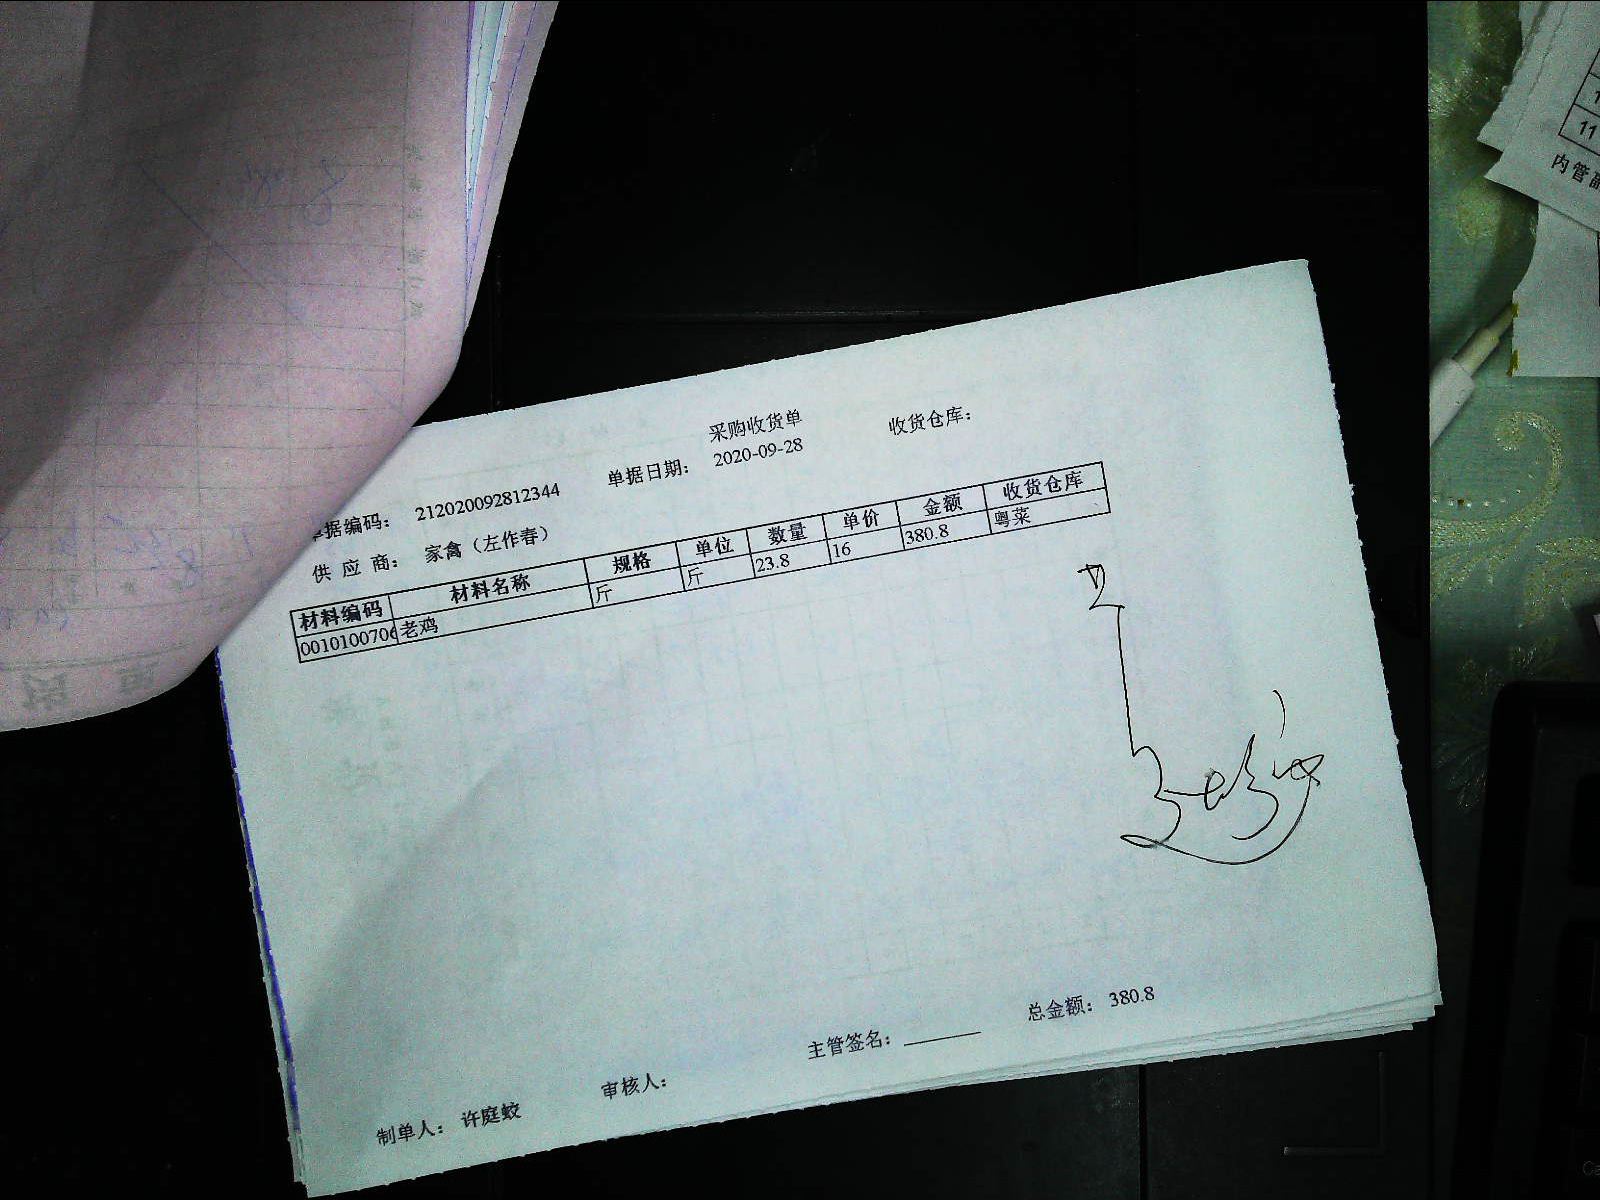 采购收货单
收货仓库：
据编码： 212020092812344 单据日期： 2020-09-28
供应商： 家禽（左作春）
材料编码 材料名称 规格 单位 数量 单价 金额 收货仓库
0010100706 老鸡 斤 斤 23.8 16 380.8 粤菜
主管签名： 总金额： 380.8
制单人： 许庭蛟 审核人：
11
内管